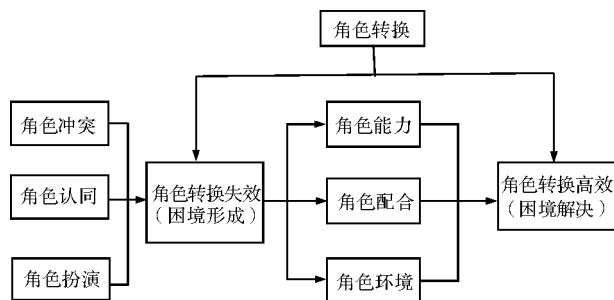 角色转换
角色冲突
角色能力
角色认同
角色转换失效
（困境形成）
角色配合
角色转换高效
（困境解决）
角色扮演
角色环境